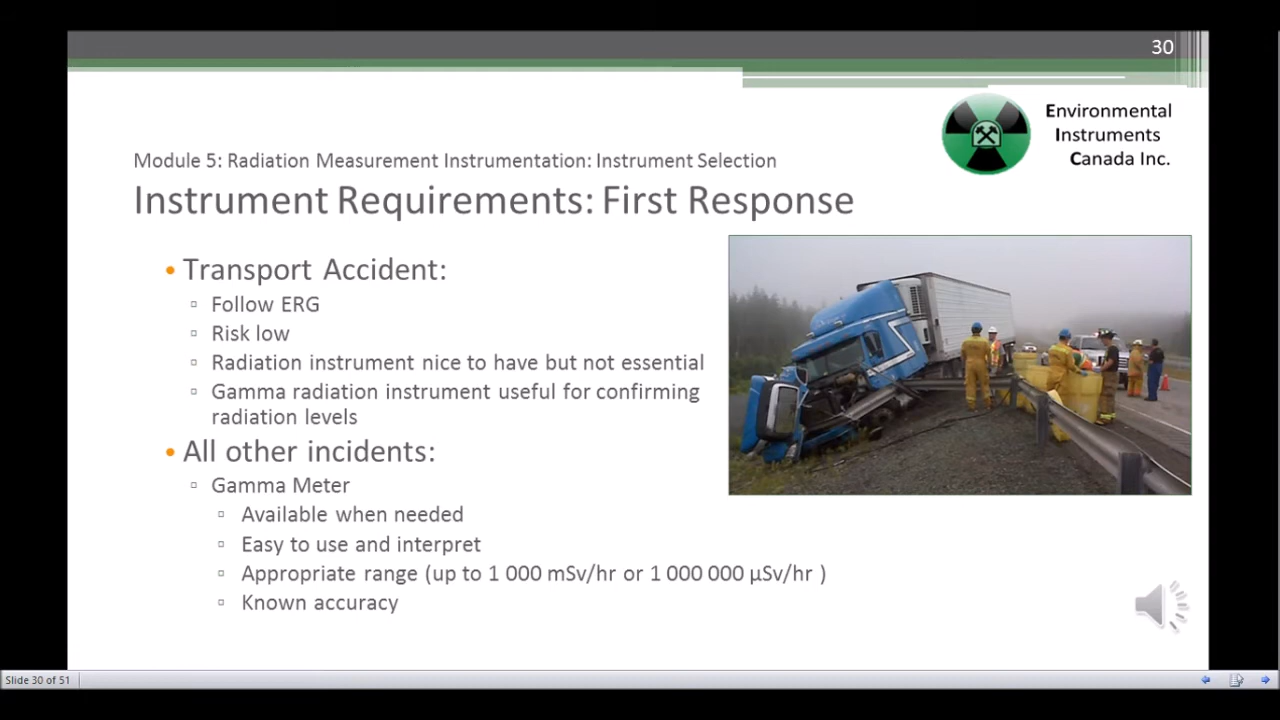 30
Environmental
Instruments
Canada Inc.
Module 5: Radiation Measurement Instrumentation: Instrument Selection
Instrument Requirements: First Response
• Transport Accident:
▫ Follow ERG
▫ Risk low
▫ Radiation instrument nice to have but not essential
▫ Gamma radiation instrument useful for confirming
radiation levels
• All other incidents:
▫ Gamma Meter
▫ Available when needed
▫ Easy to use and interpret
▫ Appropriate range (up to 1 000 mSv/hr or 1 000 000 µSv/hr )
▫ Known accuracy
Slide 30 of 51